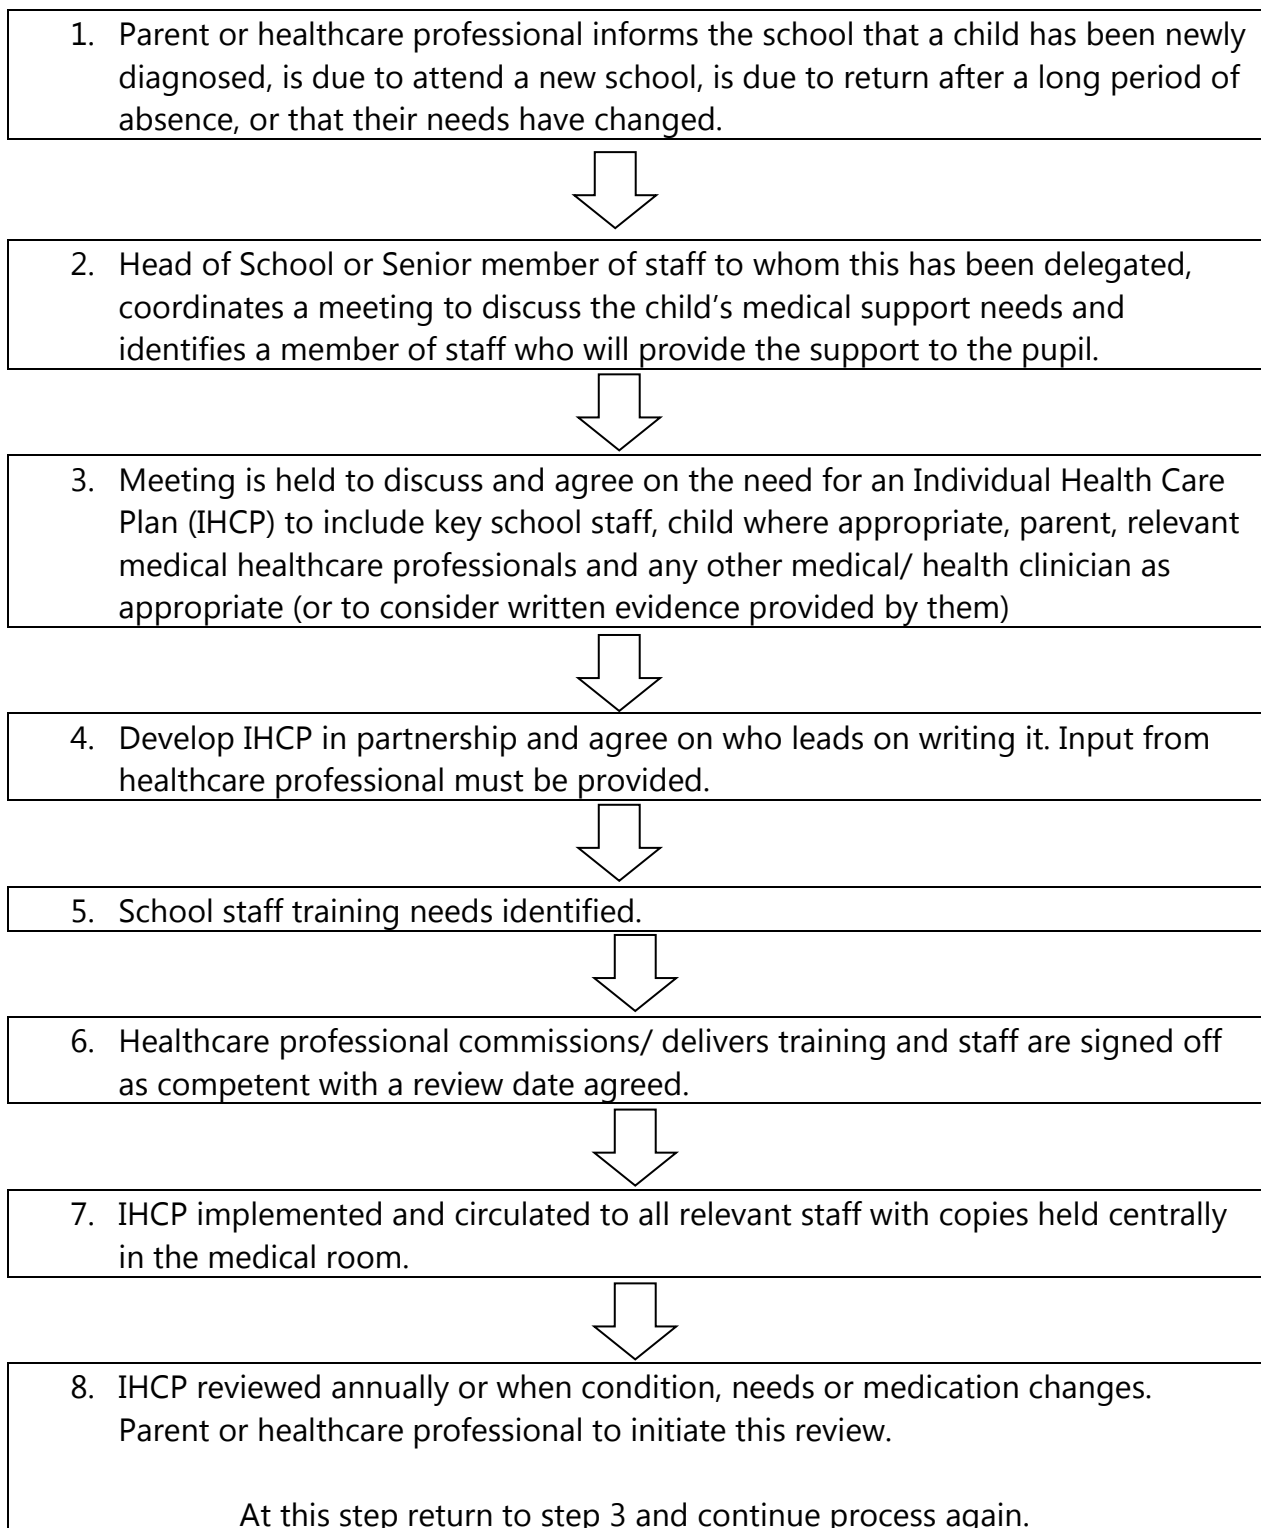 1. Parent or healthcare professional informs the school that a child has been newly
diagnosed, is due to attend a new school, is due to return after a long period of
absence, or that their needs have changed.
2. Head of School or Senior member of staff to whom this has been delegated,
coordinates a meeting to discuss the child’s medical support needs and
identifies a member of staff who will provide the support to the pupil.
3. Meeting is held to discuss and agree on the need for an Individual Health Care
Plan (IHCP) to include key school staff, child where appropriate, parent, relevant
medical healthcare professionals and any other medical/ health clinician as
appropriate (or to consider written evidence provided by them)
4. Develop IHCP in partnership and agree on who leads on writing it. Input from
healthcare professional must be provided.
5. School staff training needs identified.
6. Healthcare professional commissions/ delivers training and staff are signed off
as competent with a review date agreed.
7. IHCP implemented and circulated to all relevant staff with copies held centrally
in the medical room.
8. IHCP reviewed annually or when condition, needs or medication changes.
Parent or healthcare professional to initiate this review.
At this step return to step 3 and continue process again.